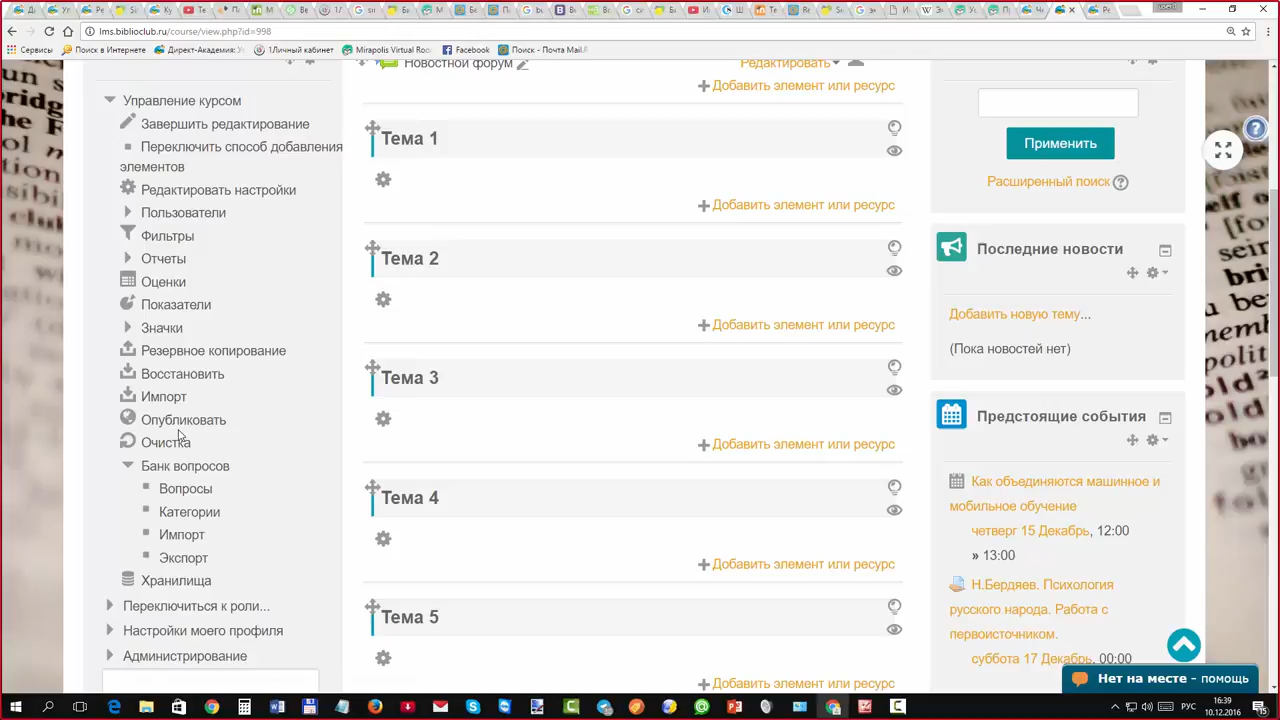 lms.biblioclub.ru/course/view.php?id=998
Сервисы
Поиск в Интернете
Директ-Академия: Ус
1Личный кабинет
Mirapolis Virtual Roo
Facebook
Поиск - Почта Mail.R
Управление курсом
Завершить редактирование
Переключить способ добавления
элементов
Редактировать настройки
Пользователи
Фильтры
Отчеты
Оценки
Показатели
Значки
Резервное копирование
Восстановить
Импорт
Опубликовать
Очистка
Банк вопросов
Вопросы
Категории
Импорт
Экспорт
Хранилища
Переключиться к роли...
Настройки моего профиля
Администрирование
Новостной форум
Редактировать
Добавить элемент или ресурс
Тема 1
Добавить элемент или ресурс
Тема 2
Добавить элемент или ресурс
Тема 3
Добавить элемент или ресурс
Тема 4
Добавить элемент или ресурс
Тема 5
Добавить элемент или ресурс
Применить
Расширенный поиск
Последние новости
Добавить новую тему...
(Пока новостей нет)
Предстоящие события
Как объединяются машинное и
мобильное обучение
четверг 15 Декабрь, 12:00
» 13:00
Н.Бердяев. Психология
русского народа. Работа с
первоисточником.
суббота 17 Декабрь, 00:00
Нет на месте - помощь
РУС
16:39
10.12.2016